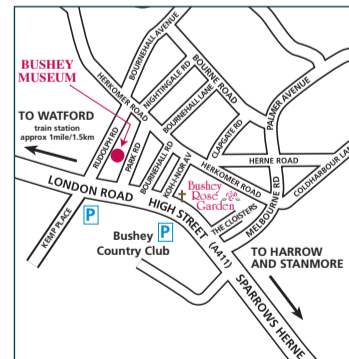 BOURNEHALL AVENUE
BUSHEY
MUSEUM
HERKOMER ROAD
NIGHTINGALE RD
BOURNE ROAD
BOURNEHALL LANE
PALMER AVENUE
TO WATFORD
train station
approx 1mile/1.5km
RUDOLPH RD
PARK RD
BOURNEHALL RD
KOH-I-NOR AV
CLAPGATE RD
HERNE ROAD
HERKOMER ROAD
COLDHARBOUR LANE
LONDON ROAD
HIGH STREET
(A411)
Bushey
Rose
Garden
THE CLOISTERS
MELBOURNE RD
KEMP PLACE
P
P
Bushey
Country Club
TO HARROW
AND STANMORE
SPARROWS HERNE